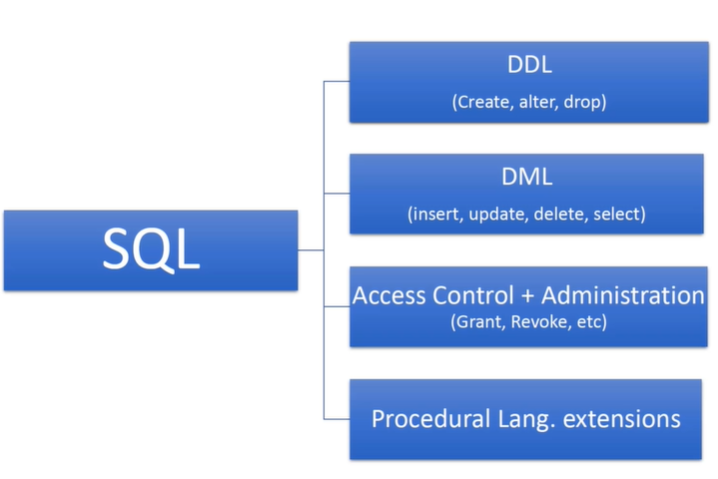 SQL
DDL
(Create, alter, drop)
DML
(insert, update, delete, select)
Access Control + Administration
(Grant, Revoke, etc)
Procedural Lang. extensions